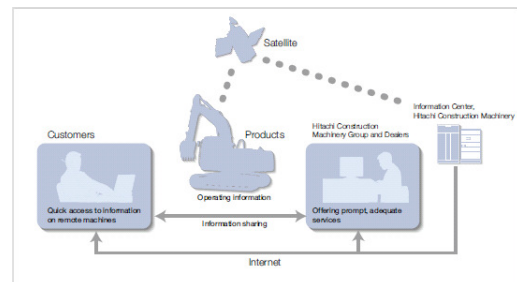 Satellite
Information Center,
Hitachi Construction Machinery
Customers
Products
Hitachi Construction
Machinery Group and Dealers
Operating information
Quick access to information
on remote machines
Information sharing
Offering prompt, adequate
services
Internet